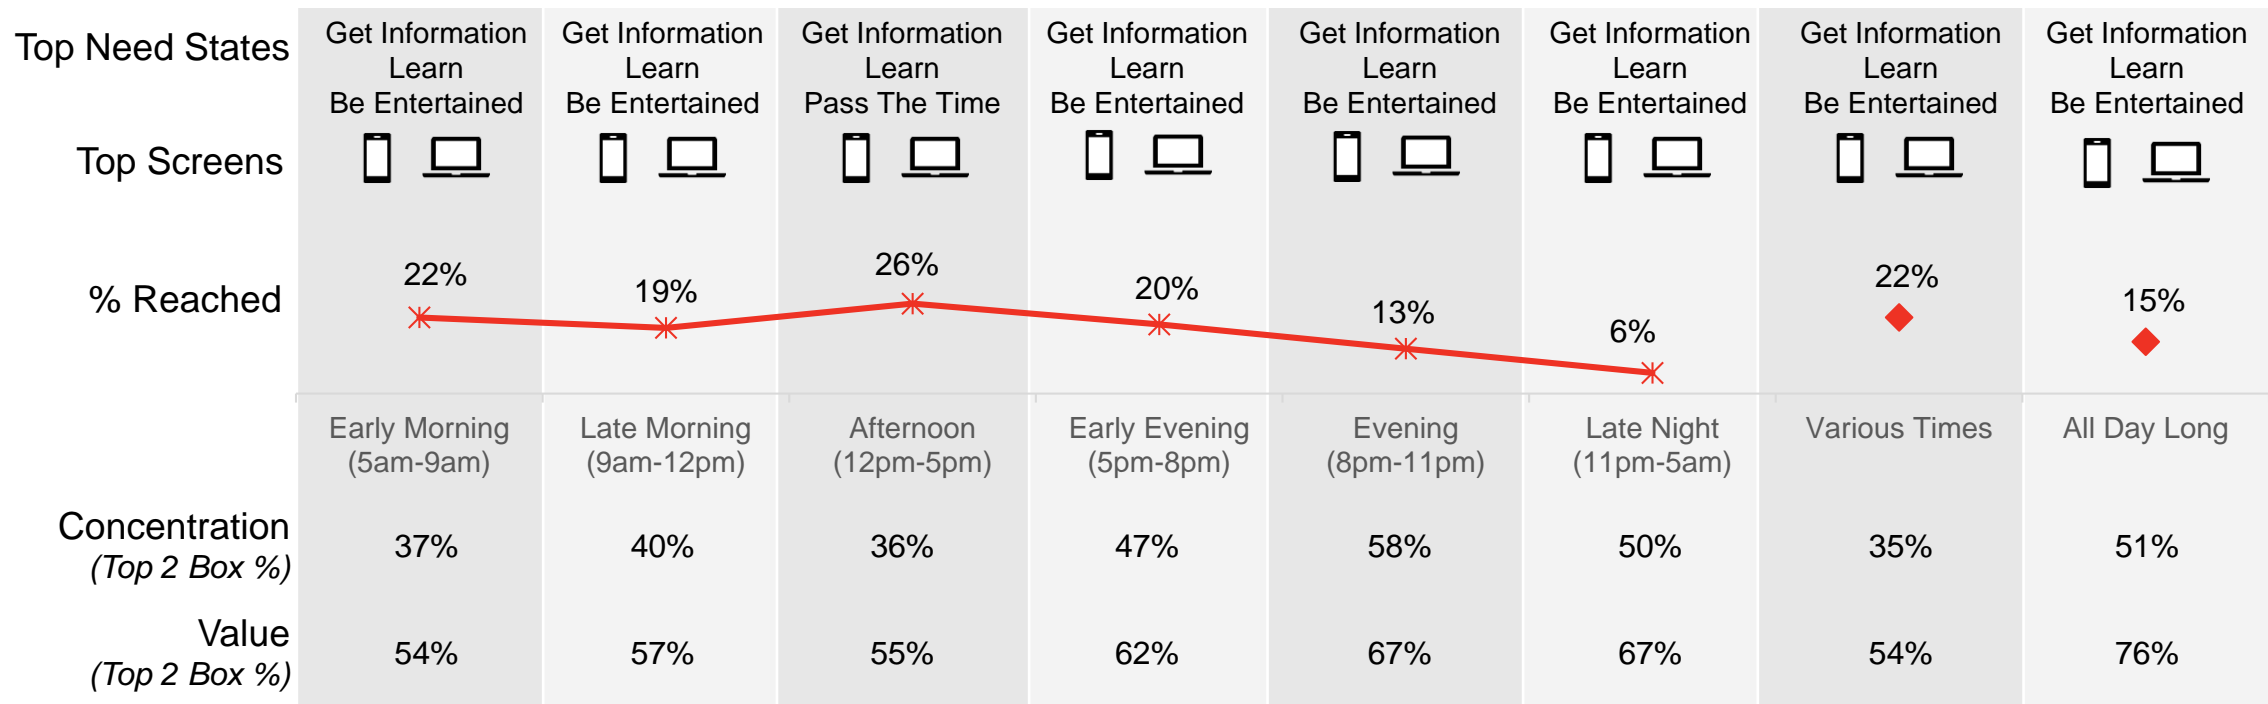 Top Need States
Get Information
Learn
Be Entertained
Get Information
Learn
Be Entertained
Get Information
Learn
Pass The Time
Get Information
Learn
Be Entertained
Get Information
Learn
Be Entertained
Get Information
Learn
Be Entertained
Get Information
Learn
Be Entertained
Get Information
Learn
Be Entertained
Top Screens
% Reached
22%
19%
26%
20%
13%
6%
22%
15%
Early Morning
(5am-9am)
Late Morning
(9am-12pm)
Afternoon
(12pm-5pm)
Early Evening
(5pm-8pm)
Evening
(8pm-11pm)
Late Night
(11pm-5am)
Various Times
All Day Long
Concentration
(Top 2 Box %)
37%
40%
36%
47%
58%
50%
35%
51%
Value
(Top 2 Box %)
54%
57%
55%
62%
67%
67%
54%
76%